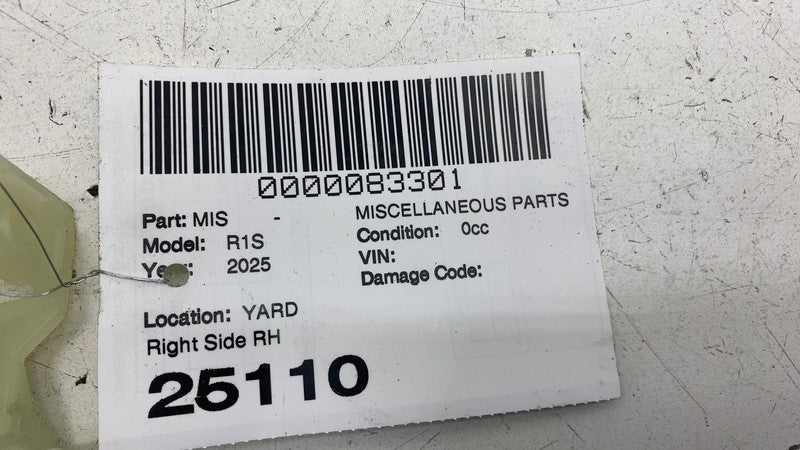 0000083301
Part: MIS - MISCELLANEOUS PARTS
Model: R1S Condition: 0cc
Year: 2025 VIN:
Damage Code:
Location: YARD
Right Side RH
25110